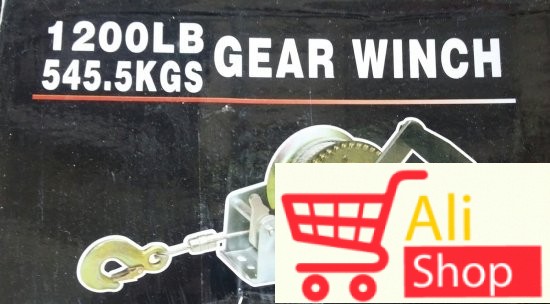 1200LB
545.5KGS
GEAR WINCH
Ali
Shop